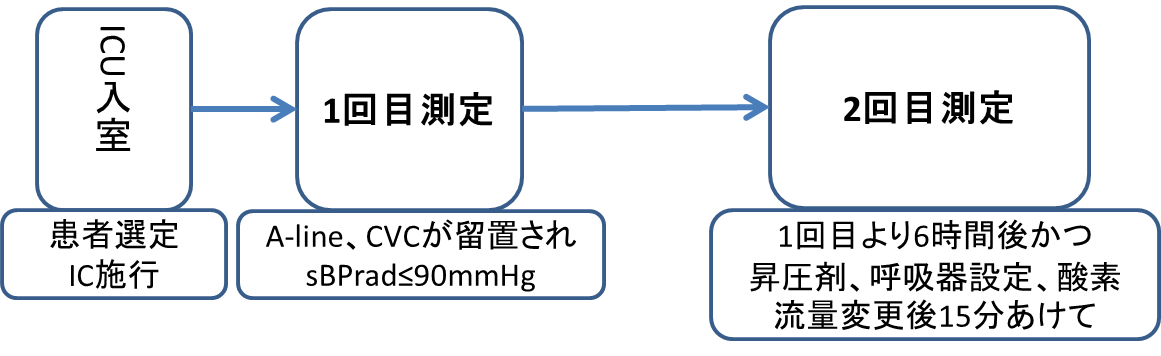 ICU入室
患者選定
IC施行
1回目測定
A-line、CVCが留置され
sBPrad≤90mmHg
2回目測定
1回目より6時間後かつ
昇圧剤、呼吸器設定、酸素
流量変更後15分あけて